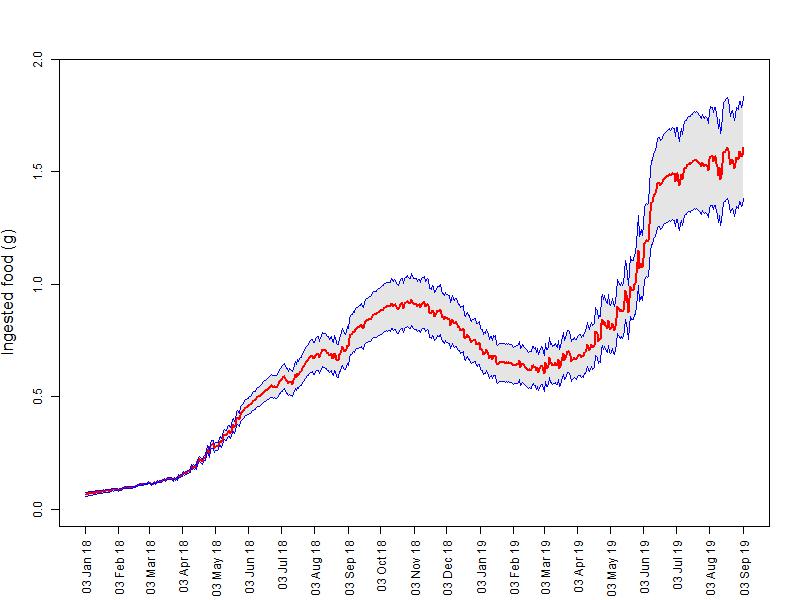 Ingested food (g)
2.0
1.5
1.0
0.5
0.0
03 Jan 18
03 Feb 18
03 Mar 18
03 Apr 18
03 May 18
03 Jun 18
03 Jul 18
03 Aug 18
03 Sep 18
03 Oct 18
03 Nov 18
03 Dec 18
03 Jan 19
03 Feb 19
03 Mar 19
03 Apr 19
03 May 19
03 Jun 19
03 Jul 19
03 Aug 19
03 Sep 19